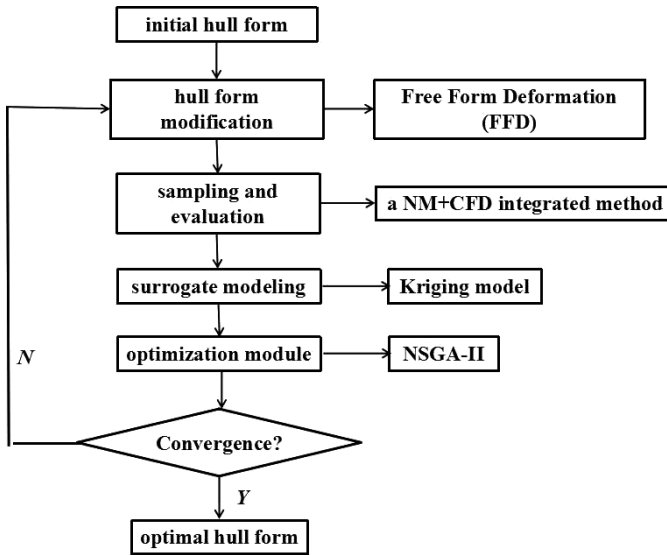 initial hull form
hull form
modification
Free Form Deformation
(FFD)
sampling and
evaluation
a NM+CFD integrated method
surrogate modeling
Kriging model
N
optimization module
NSGA-II
Convergence?
Y
optimal hull form